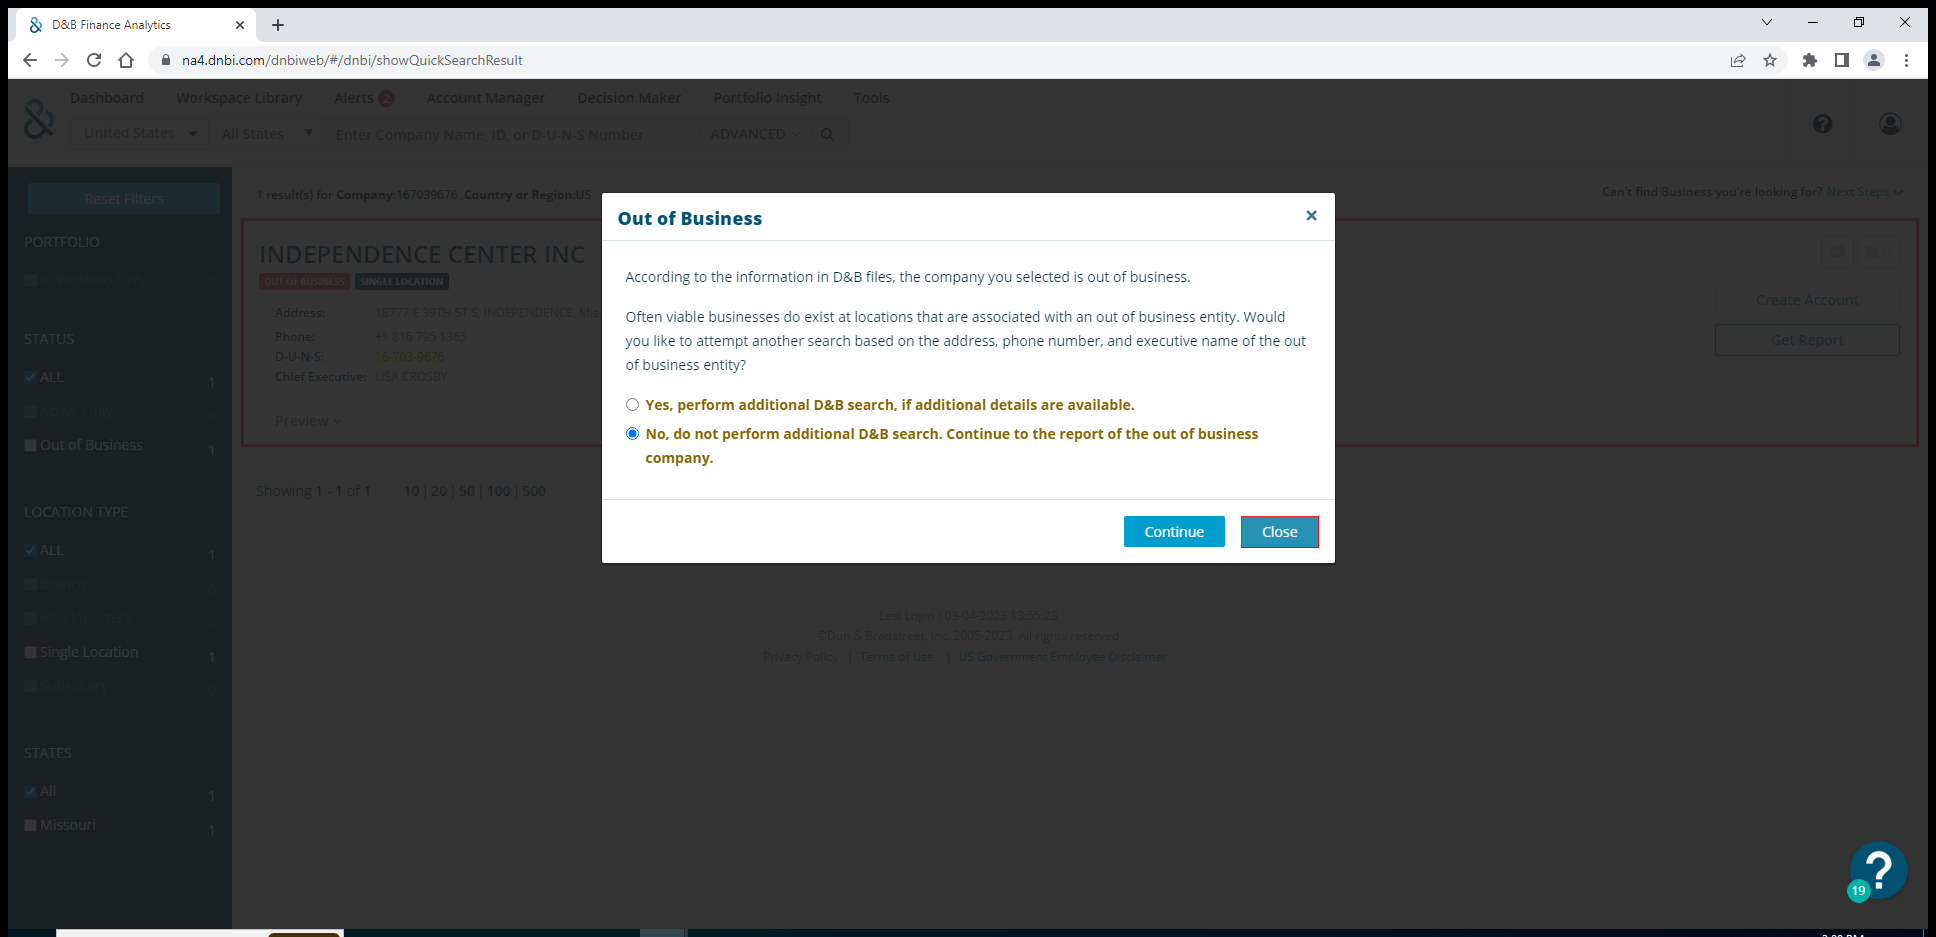 D&B Finance Analytics
na4.dnbi.com/dnbiweb/#/dnbi/showQuickSearchResult
Dashboard Workspace Library Alerts 2 Account Manager Decision Maker Portfolio Insight Tools
United States All States Enter Company Name, ID, or D-U-N-S Number ADVANCED
Reset Filters
1 result(s) for Company:167039676 ,Country or Region:US
Can't find Business you're looking for? Next Steps
PORTFOLIO
In Portfolio Only 0
STATUS
ALL 1
Active Only 0
Out of Business 1
LOCATION TYPE
ALL 1
Branch 0
Headquarters 0
Single Location 1
Subsidiary 0
STATES
All 1
Missouri 1
INDEPENDENCE CENTER INC
OUT OF BUSINESS SINGLE LOCATION
Address: 18777 E 39TH ST S, INDEPENDENCE,
Phone: +1 816 795 1365
D-U-N-S: 16-703-9676
Chief Executive: LISA CROSBY
Preview
Create Account
Get Report
Showing 1 - 1 of 1 10 | 20 | 50 | 100 | 500
Out of Business
According to the information in D&B files, the company you selected is out of business.
Often viable businesses do exist at locations that are associated with an out of business entity. Would
you like to attempt another search based on the address, phone number, and executive name of the out
of business entity?
Yes, perform additional D&B search, if additional details are available.
No, do not perform additional D&B search. Continue to the report of the out of business
company.
Continue Close
Last Login : 03-04-2023 13:55:28
©Dun & Bradstreet, Inc. 2005-2023. All rights reserved
Privacy Policy | Terms of Use | US Government Employee Disclaimer
?
19